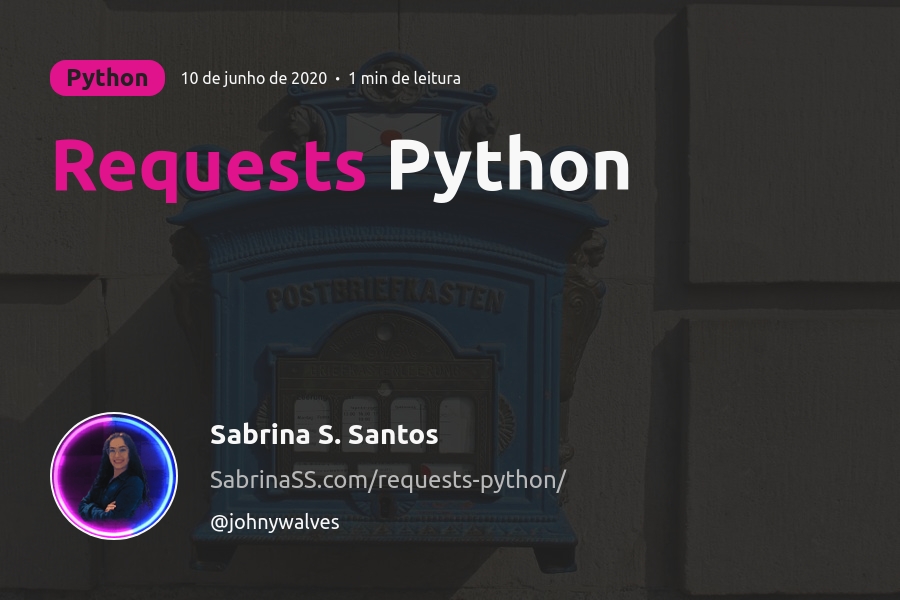 Python 10 de junho de 2020 • 1 min de leitura
Requests Python
POSTBRIEFKASTEN
Sabrina S. Santos
SabrinaSS.com/requests-python/
@johnywalves